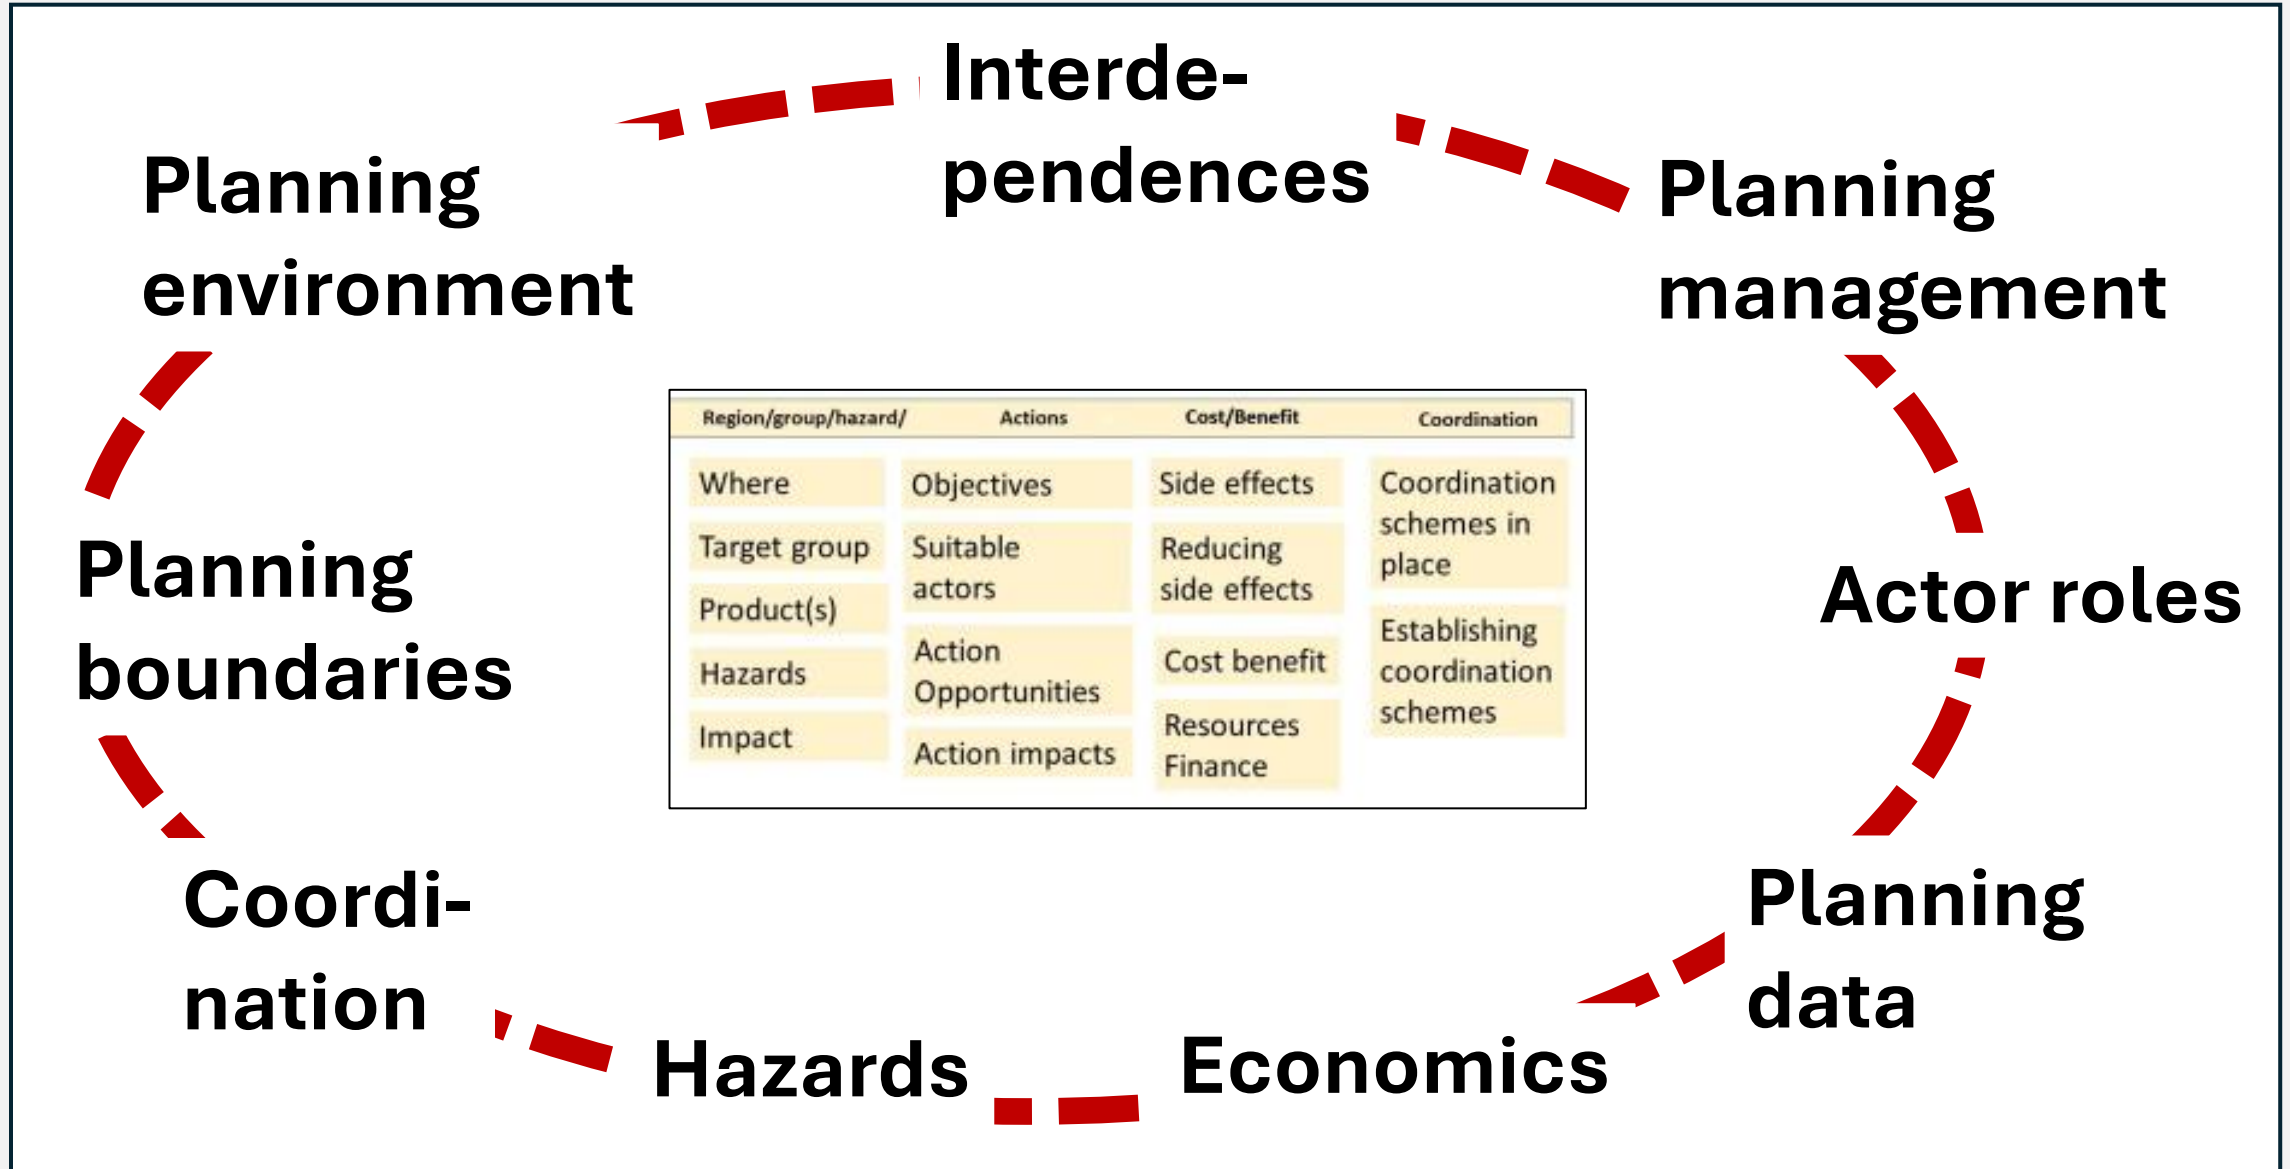 Interde-
pendences
Planning
environment
Planning
management
Region/group/hazard/ Actions Cost/Benefit Coordination
Where
Target group
Product(s)
Hazards
Impact
Objectives
Suitable
actors
Action
Opportunities
Action impacts
Side effects
Reducing
side effects
Cost benefit
Resources
Finance
Coordination
schemes in
place
Establishing
coordination
schemes
Planning
boundaries
Actor roles
Coordi-
nation
Planning
data
Hazards
Economics